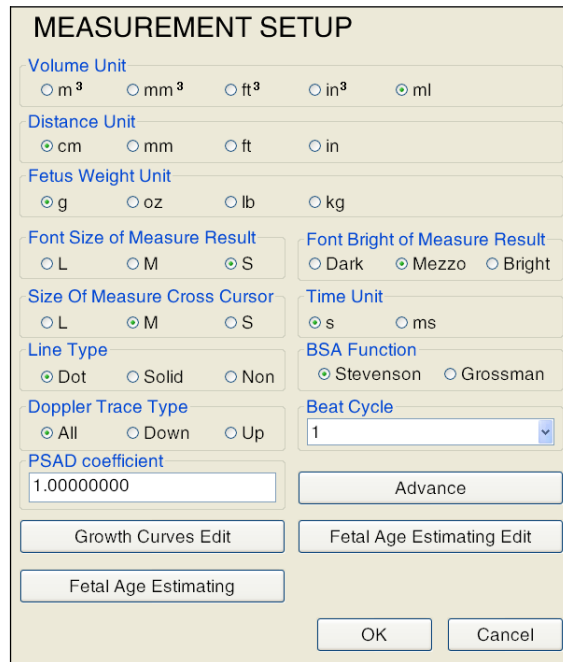 MEASUREMENT SETUP
Volume Unit
m³ mm³ ft³ in³ ml
Distance Unit
cm mm ft in
Fetus Weight Unit
g oz lb kg
Font Size of Measure Result
L M S
Font Bright of Measure Result
Dark Mezzo Bright
Size Of Measure Cross Cursor
L M S
Time Unit
s ms
Line Type
Dot Solid Non
BSA Function
Stevenson Grossman
Doppler Trace Type
All Down Up
Beat Cycle
1
PSAD coefficient
1.00000000
Advance
Growth Curves Edit
Fetal Age Estimating Edit
Fetal Age Estimating
OK Cancel